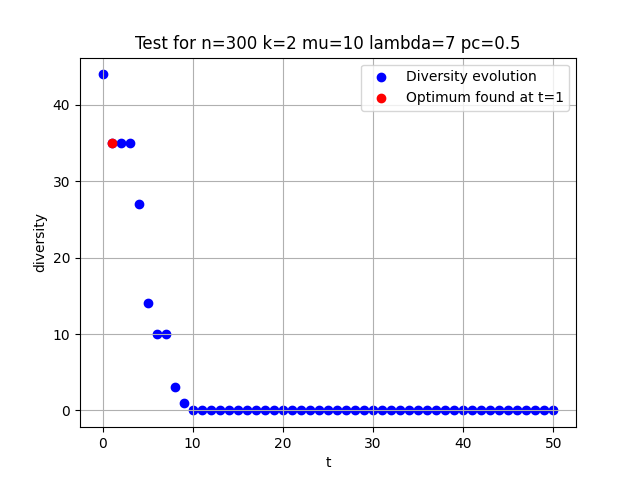 Test for n=300 k=2 mu=10 lambda=7 pc=0.5
Diversity evolution
Optimum found at t=1
diversity
40
30
20
10
0
0 10 20 30 40 50
t